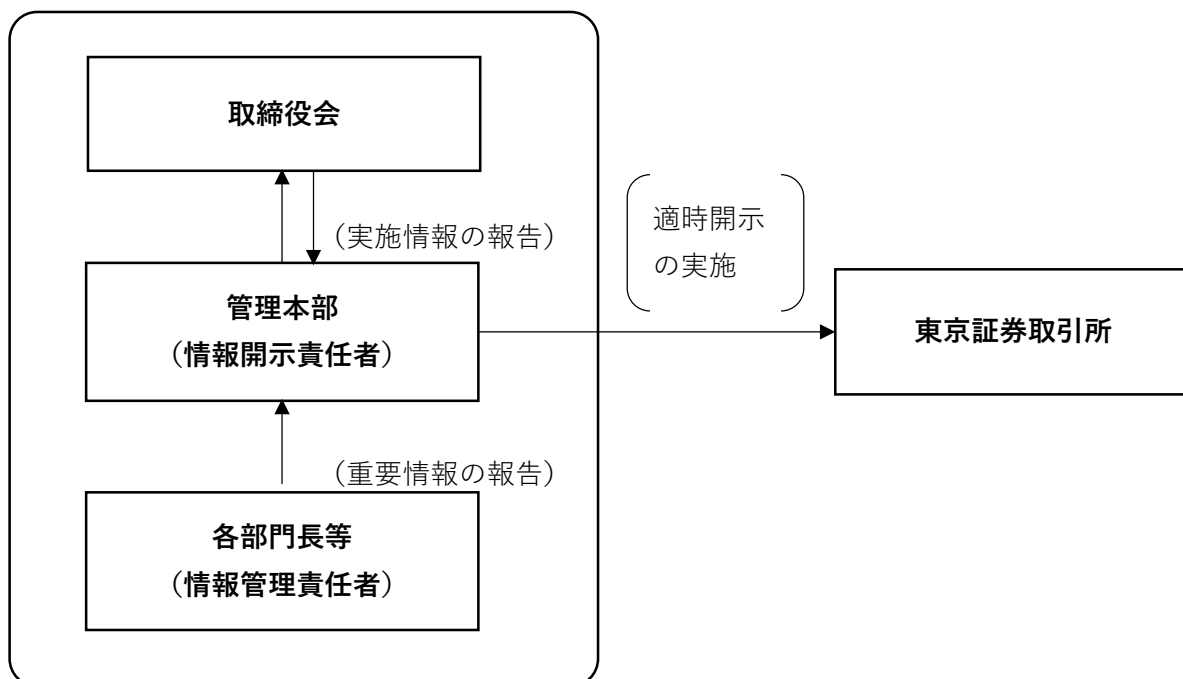 取締役会
（実施情報の報告）
適時開示
の実施
管理本部
（情報開示責任者）
東京証券取引所
（重要情報の報告）
各部門長等
（情報管理責任者）